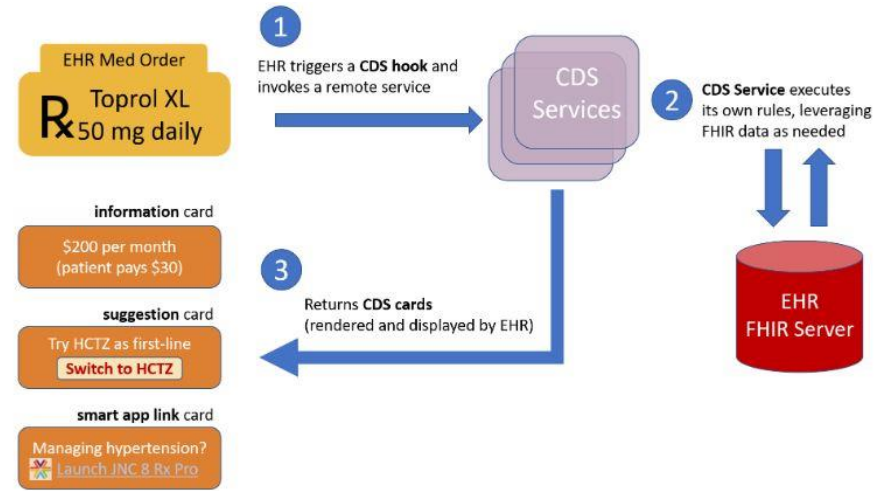 EHR Med Order
Rx Toprol XL
50 mg daily
1
EHR triggers a CDS hook and
invokes a remote service
CDS
Services
2
CDS Service executes
its own rules, leveraging
FHIR data as needed
EHR
FHIR Server
3
Returns CDS cards
(rendered and displayed by EHR)
information card
$200 per month
(patient pays $30)
suggestion card
Try HCTZ as first-line
Switch to HCTZ
smart app link card
Managing hypertension?
Launch JNC 8 Rx Pro